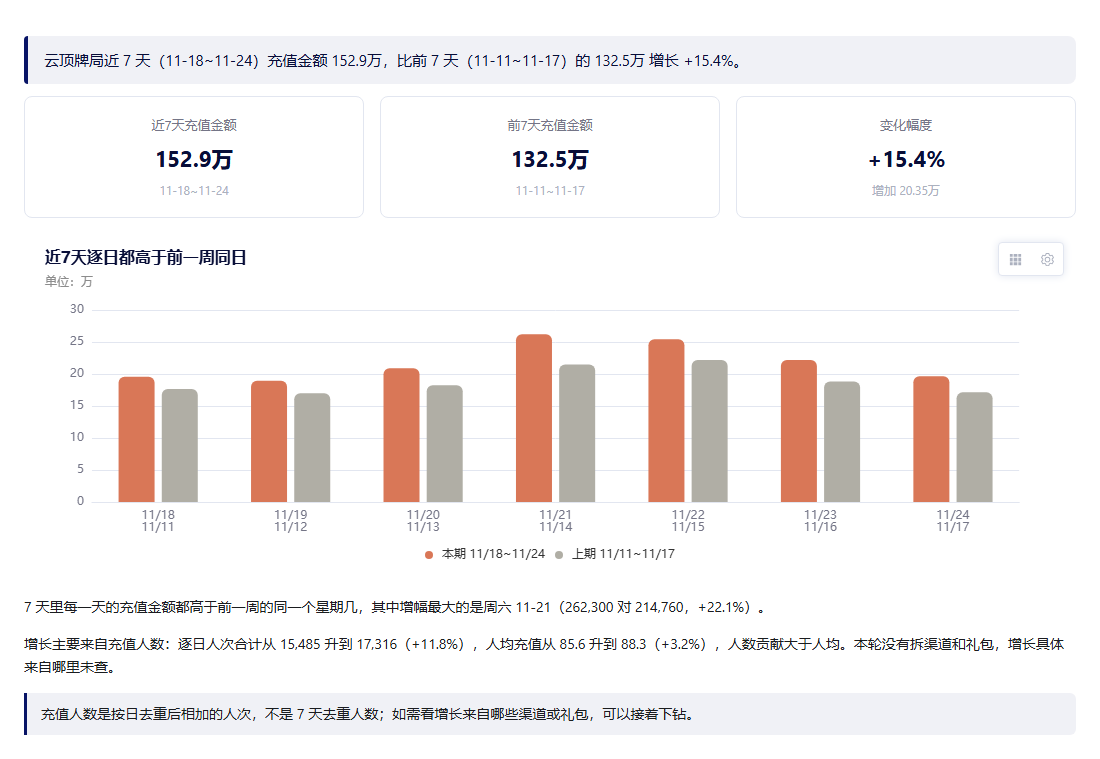 云顶牌局近 7 天（11-18~11-24）充值金额 152.9万，比前 7 天（11-11~11-17）的 132.5万 增长 +15.4%。
近7天充值金额
152.9万
11-18~11-24
前7天充值金额
132.5万
11-11~11-17
变化幅度
+15.4%
增加 20.35万
近7天逐日都高于前一周同日
单位：万
30
25
20
15
10
5
0
11/18
11/11
11/19
11/12
11/20
11/13
11/21
11/14
11/22
11/15
11/23
11/16
11/24
11/17
本期 11/18~11/24
上期 11/11~11/17
7 天里每一天的充值金额都高于前一周的同一个星期几，其中增幅最大的是周六 11-21（262,300 对 214,760，+22.1%）。
增长主要来自充值人数：逐日人次合计从 15,485 升到 17,316（+11.8%），人均充值从 85.6 升到 88.3（+3.2%），人数贡献大于人均。本轮没有拆渠道和礼包，增长具体
来自哪里未查。
充值人数是按日去重后相加的人次，不是 7 天去重人数；如需看增长来自哪些渠道或礼包，可以接着下钻。